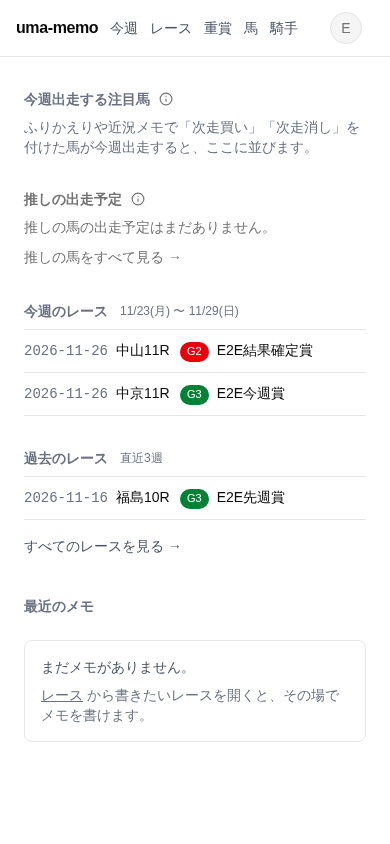 uma-memo 今週 レース 重賞 馬 騎手 E
今週出走する注目馬
ふりかえりや近況メモで「次走買い」「次走消し」を
付けた馬が今週出走すると、ここに並びます。
推しの出走予定
推しの馬の出走予定はまだありません。
推しの馬をすべて見る →
今週のレース 11/23(月) 〜 11/29(日)
2026-11-26 中山11R G2 E2E結果確定賞
2026-11-26 中京11R G3 E2E今週賞
過去のレース 直近3週
2026-11-16 福島10R G3 E2E先週賞
すべてのレースを見る →
最近のメモ
まだメモがありません。
レース から書きたいレースを開くと、その場で
メモを書けます。